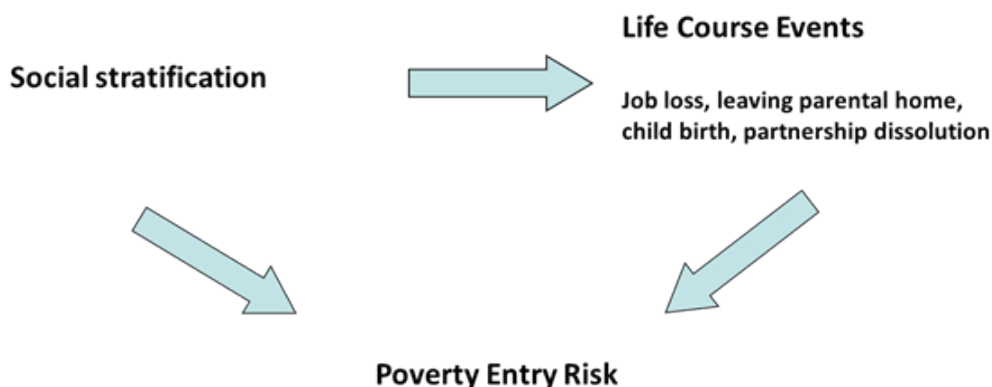 Life Course Events
Social stratification
Job loss, leaving parental home,
child birth, partnership dissolution
Poverty Entry Risk